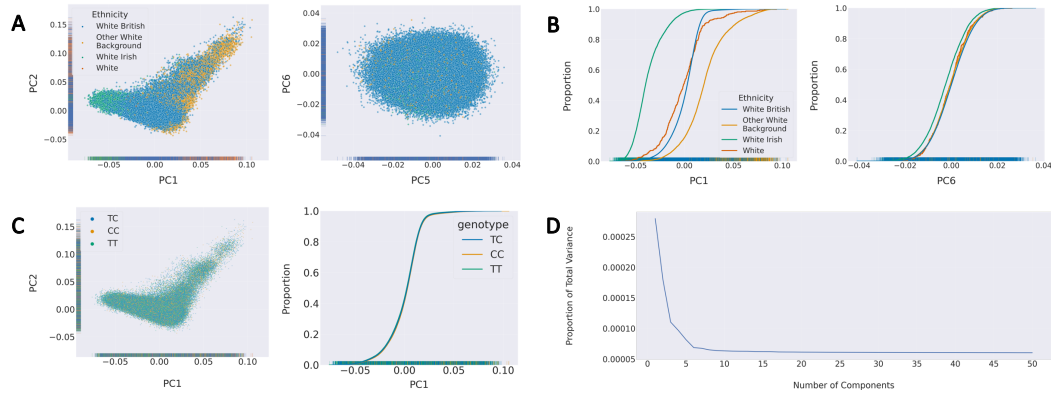 A
Ethnicity
White British
Other White
Background
White Irish
White
0.15
0.10
0.05
0.00
−0.05
PC2
−0.05
0.00
0.05
0.10
PC1
0.04
0.02
0.00
−0.02
−0.04
PC6
−0.04
−0.02
0.00
0.02
0.04
PC5
B
1.0
0.8
0.6
0.4
0.2
0.0
Proportion
Ethnicity
White British
Other White
Background
White Irish
White
−0.05
0.00
0.05
0.10
PC1
1.0
0.8
0.6
0.4
0.2
0.0
Proportion
−0.04
−0.02
0.00
0.02
0.04
PC6
C
TC
CC
TT
0.15
0.10
0.05
0.00
−0.05
PC2
−0.05
0.00
0.05
0.10
PC1
1.0
0.8
0.6
0.4
0.2
0.0
Proportion
genotype
TC
CC
TT
−0.05
0.00
0.05
0.10
PC1
D
0.00025
0.00020
0.00015
0.00010
0.00005
Proportion of Total Variance
0
5
10
15
20
25
30
35
40
45
50
Number of Components